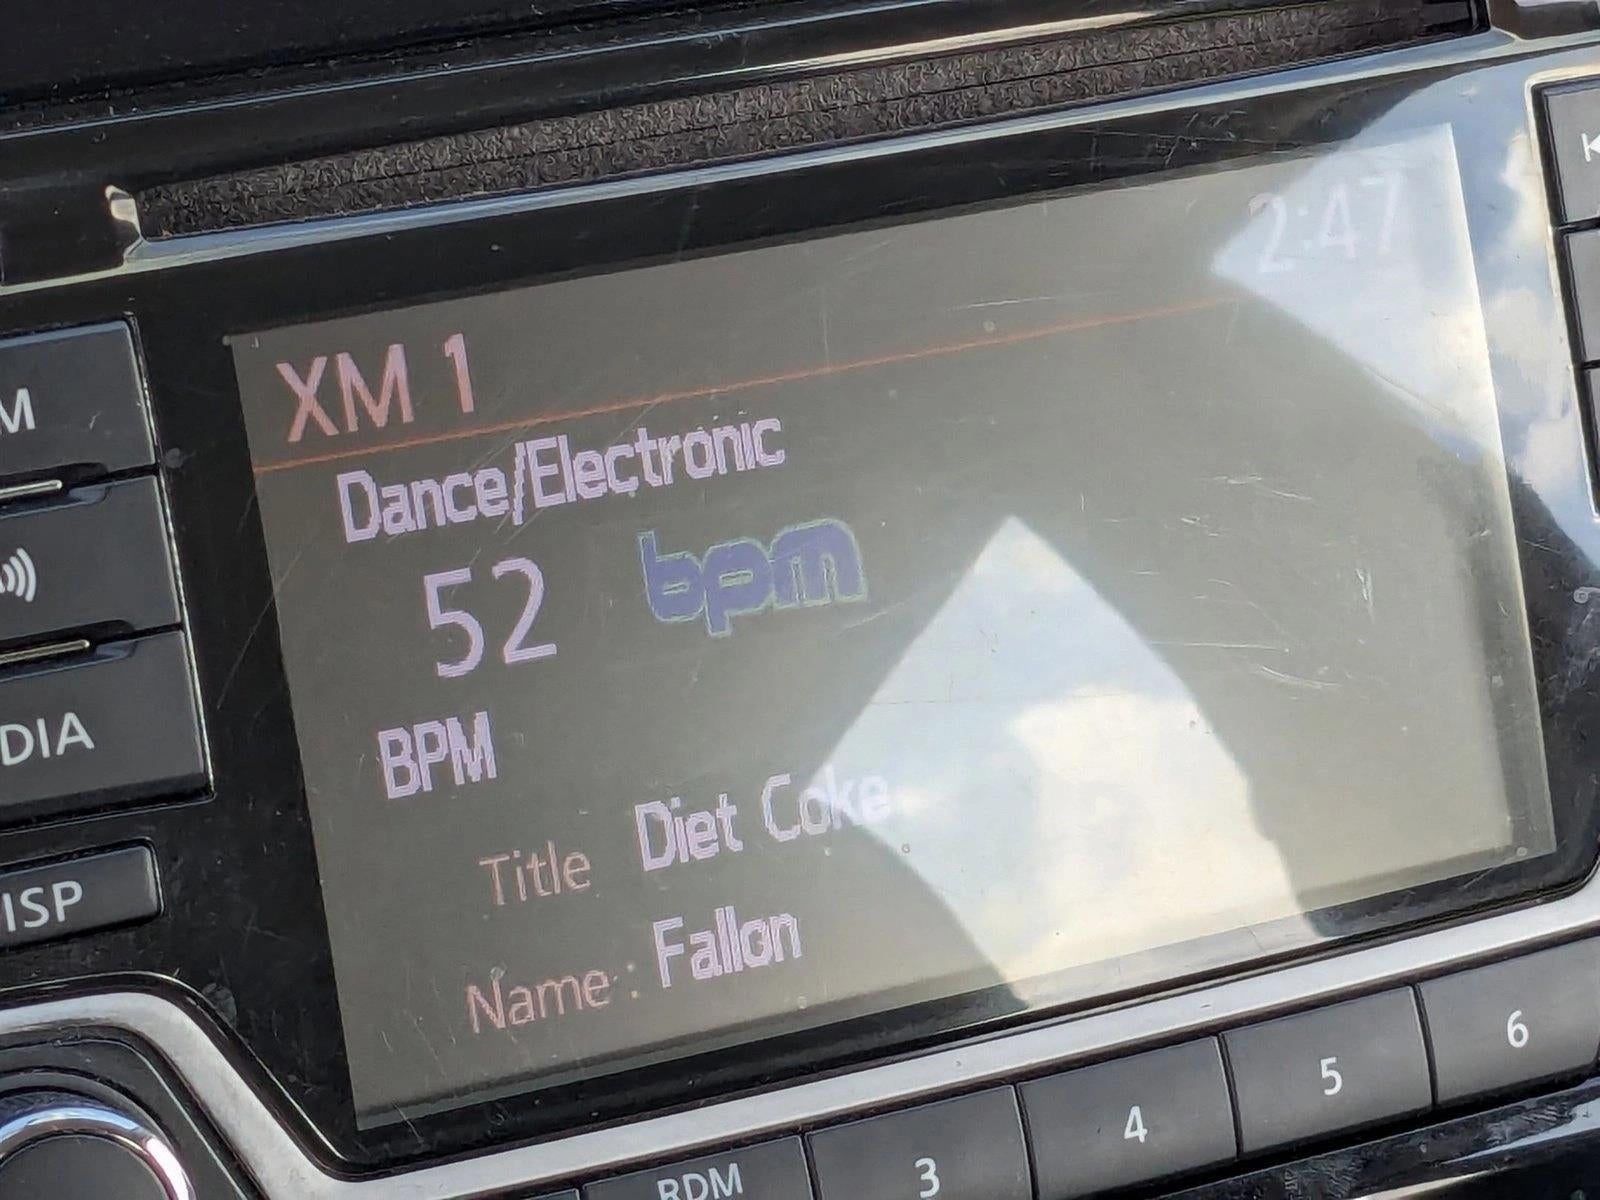 2:47
XM 1
Dance/Electronic
52 bpm
BPM
Title Diet Coke
Name : Fallon
M
DIA
ISP
RDM 3 4 5 6